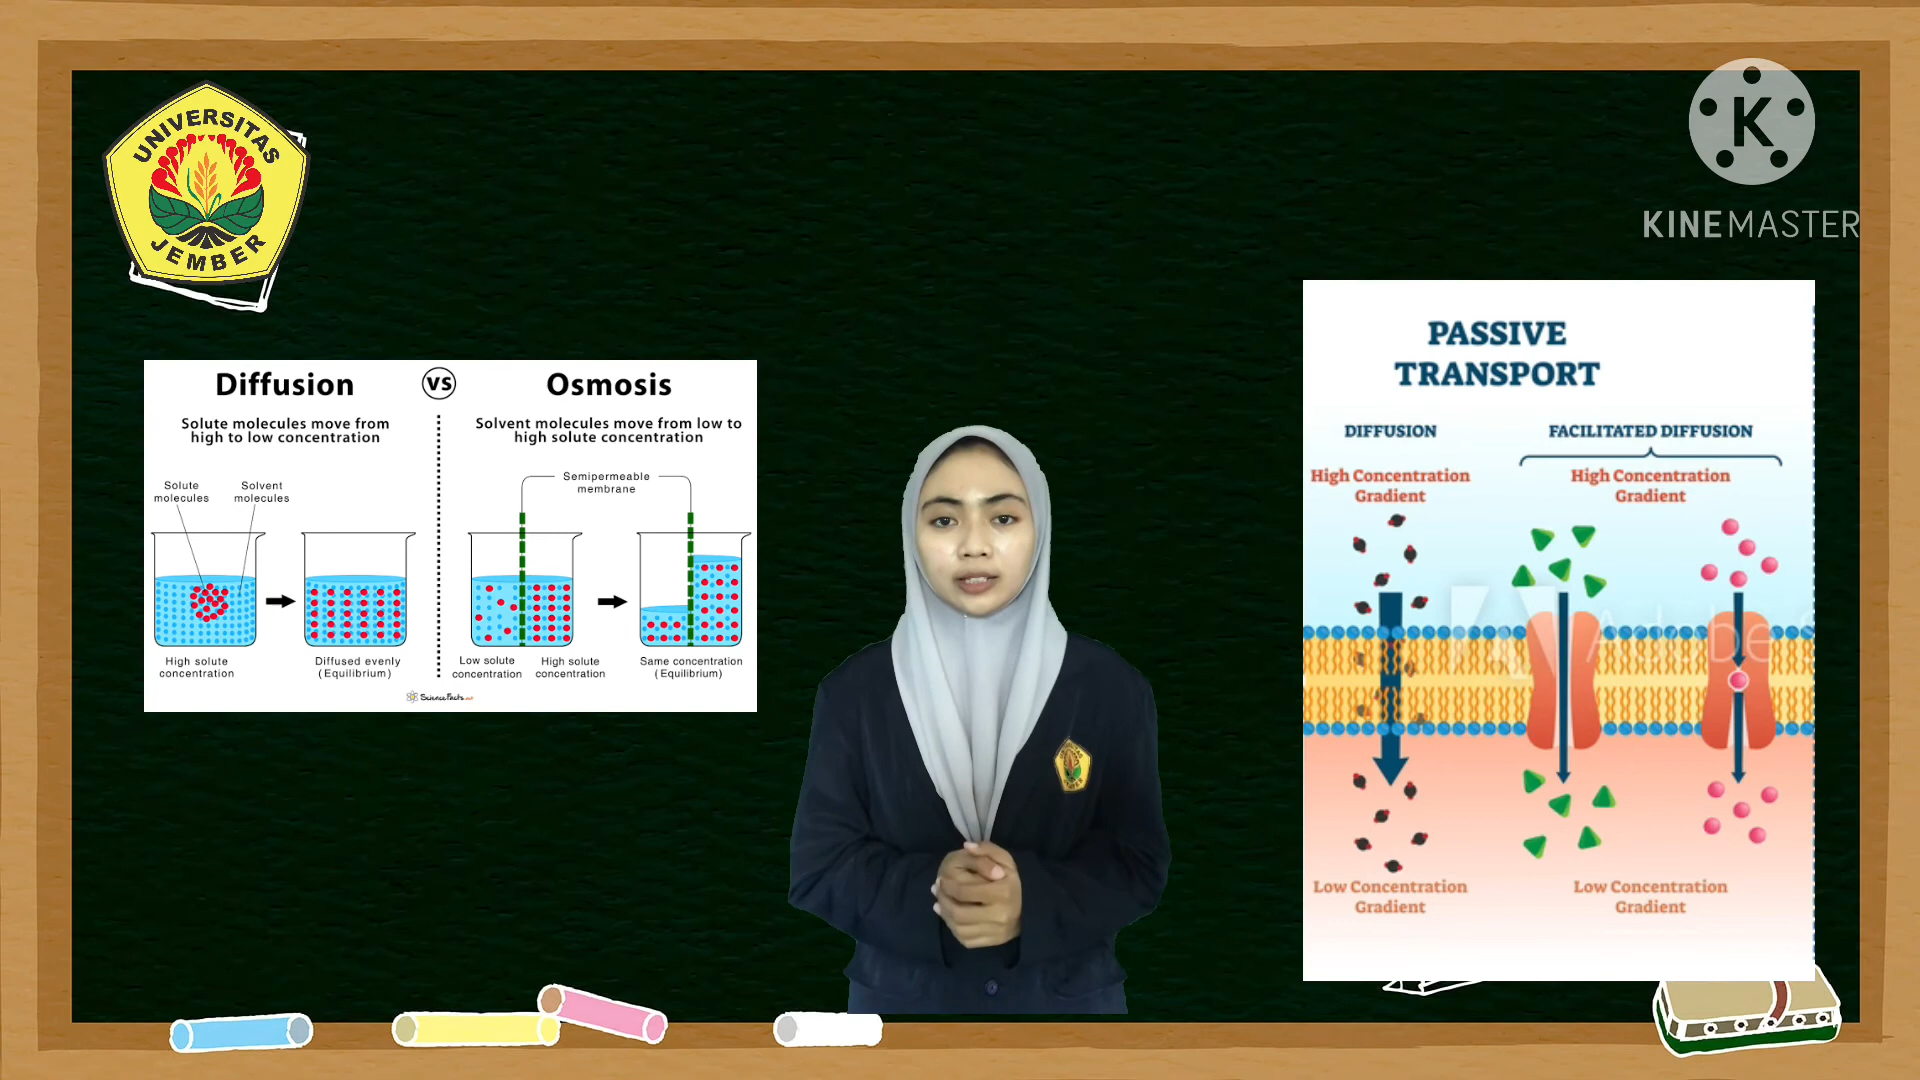 UNIVERSITAS
JEMBER
K
KINEMASTER
Diffusion
VS
Osmosis
Solute molecules move from
high to low concentration
Solvent molecules move from low to
high solute concentration
Solute
molecules
Solvent
molecules
Semipermeable
membrane
High solute
concentration
Diffused evenly
(Equilibrium)
Low solute
concentration
High solute
concentration
Same concentration
(Equilibrium)
PASSIVE
TRANSPORT
DIFFUSION
FACILITATED DIFFUSION
High Concentration
Gradient
High Concentration
Gradient
Adobe
Low Concentration
Gradient
Low Concentration
Gradient